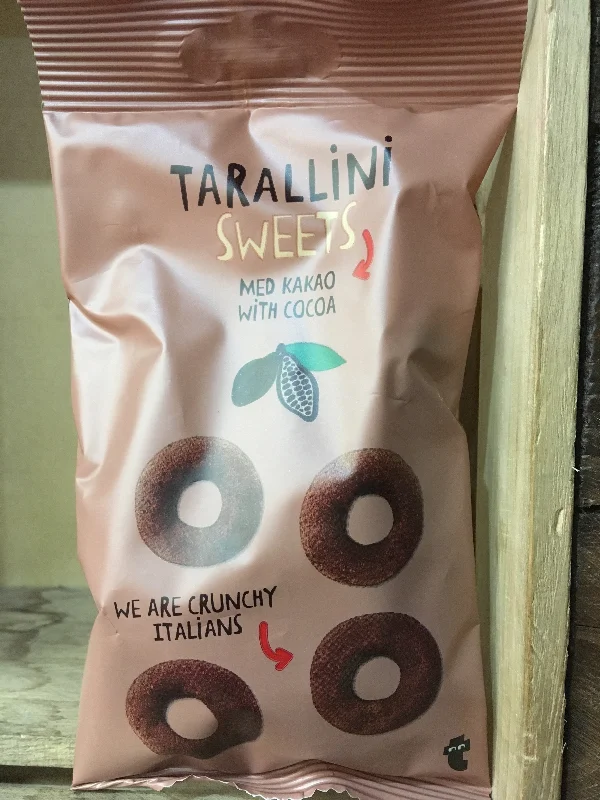 TARALLiNi
SWEETS
MED KAKAO
WiTH COCOA
WE ARE CRUNCHY
ITALiANS
t